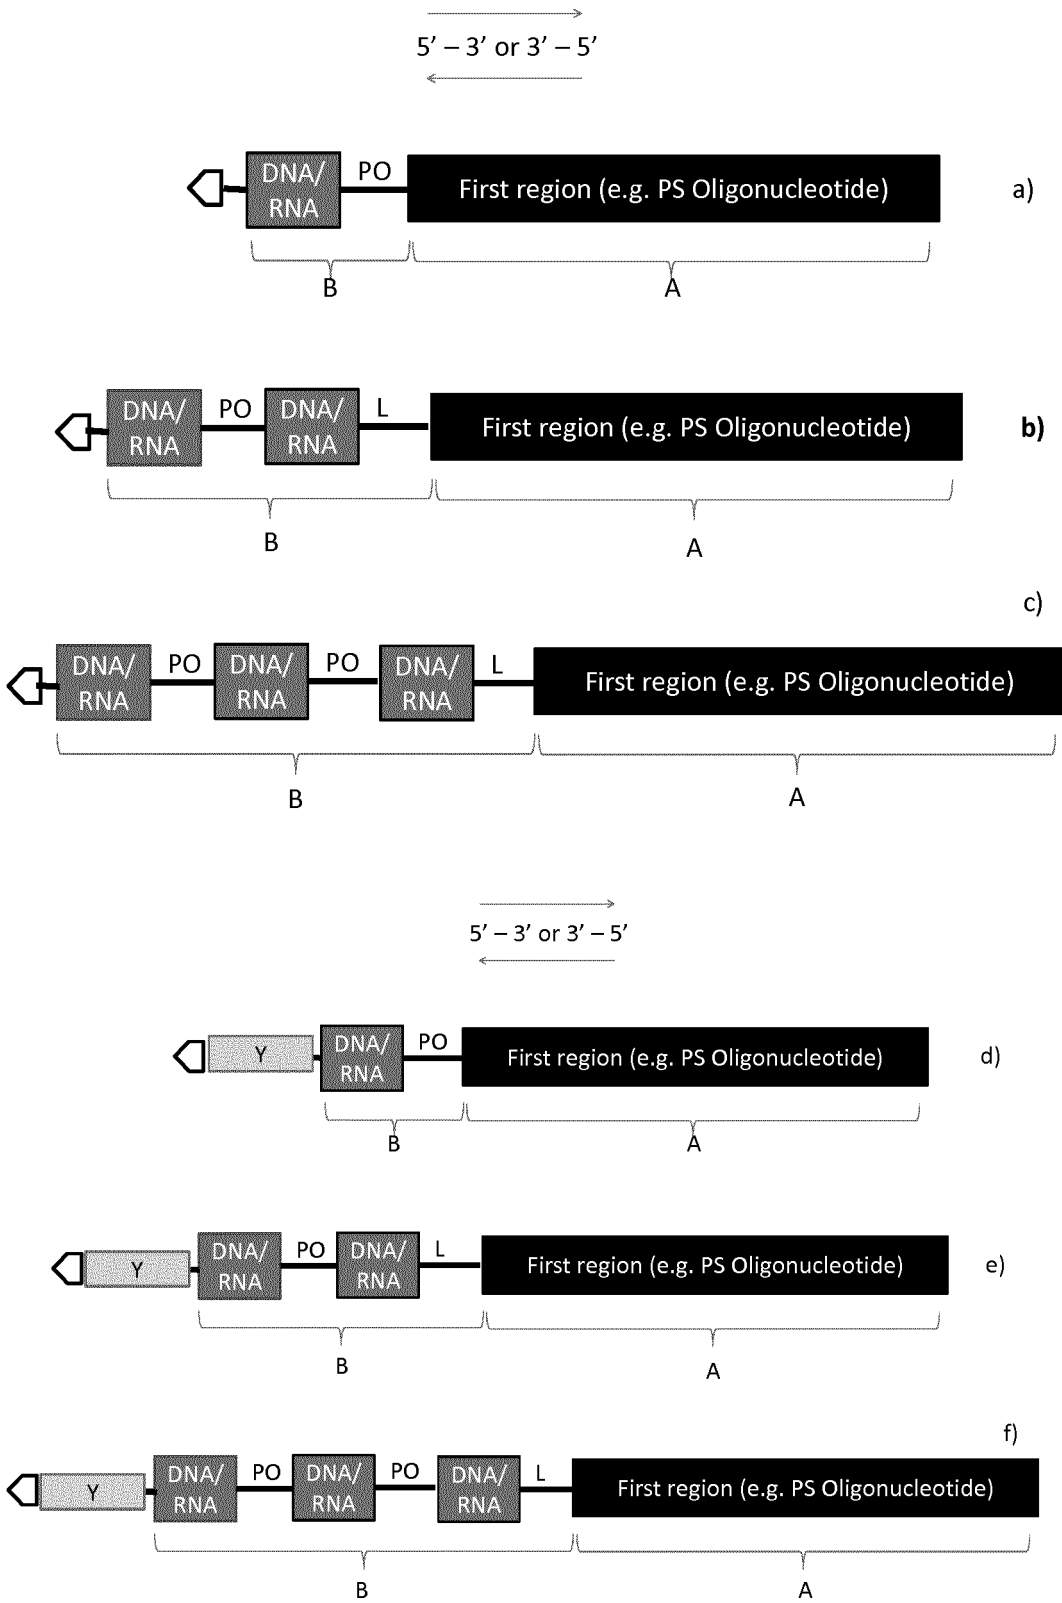 5’ – 3’ or 3’ – 5’
DNA/
RNA
PO
First region (e.g. PS Oligonucleotide)
a)
B
A
DNA/
RNA
PO
DNA/
RNA
L
First region (e.g. PS Oligonucleotide)
b)
B
A
c)
DNA/
RNA
PO
DNA/
RNA
PO
DNA/
RNA
L
First region (e.g. PS Oligonucleotide)
B
A
5’ – 3’ or 3’ – 5’
Y
DNA/
RNA
PO
First region (e.g. PS Oligonucleotide)
d)
B
A
Y
DNA/
RNA
PO
DNA/
RNA
L
First region (e.g. PS Oligonucleotide)
e)
B
A
f)
Y
DNA/
RNA
PO
DNA/
RNA
PO
DNA/
RNA
L
First region (e.g. PS Oligonucleotide)
B
A